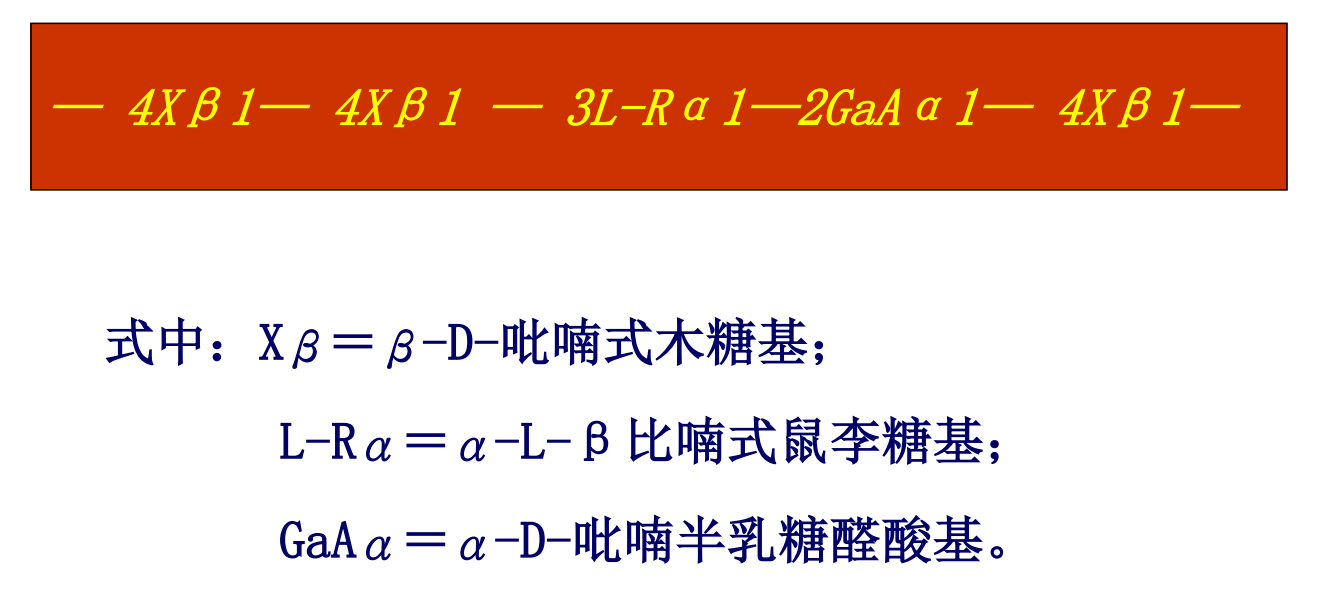 — 4Xβ1— 4Xβ1 — 3L-Rα1—2GaAα1— 4Xβ1—
式中：Xβ＝β-D-吡喃式木糖基；
L-Rα＝α-L-β比喃式鼠李糖基；
GaAα＝α-D-吡喃半乳糖醛酸基。